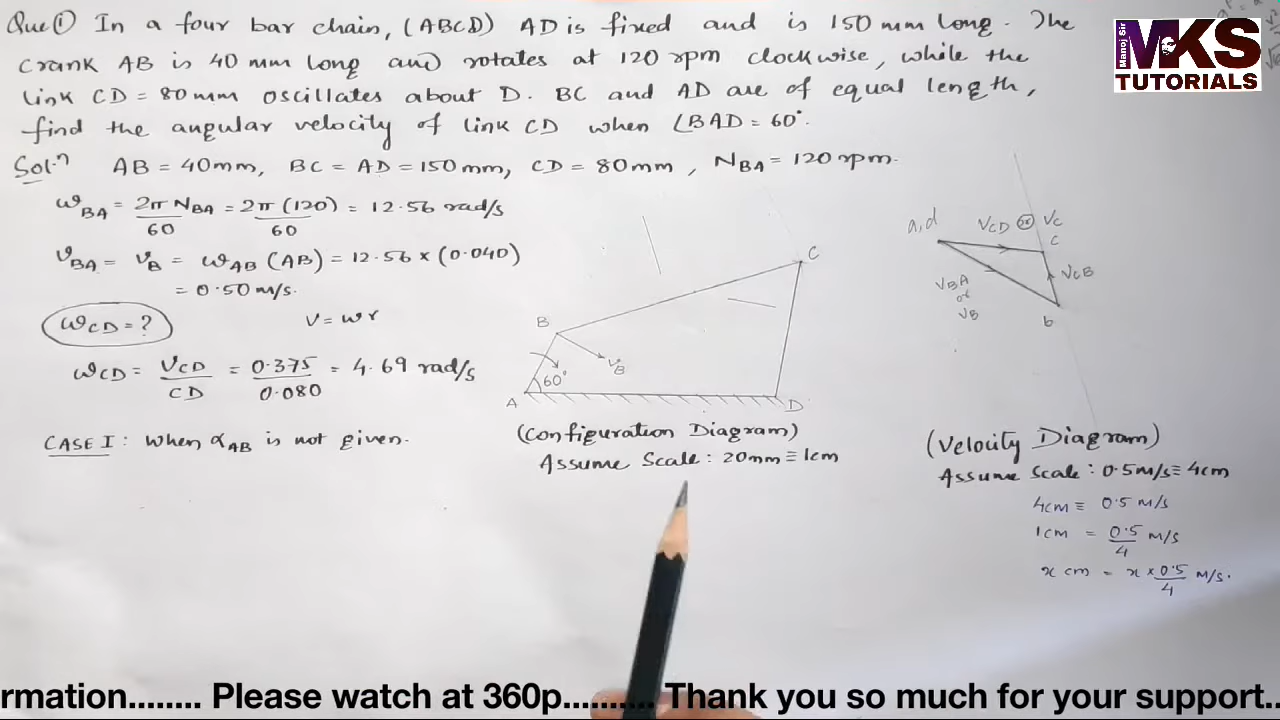 Que① In a four bar chain, (ABCD) AD is fixed and is 150 mm long. The
crank AB is 40 mm long and rotates at 120 rpm clockwise, while the
link CD = 80mm oscillates about D. BC and AD are of equal length,
find the angular velocity of link CD when ∠BAD = 60°.
Manoj Sir MKS
TUTORIALS
Sol.ⁿ AB = 40mm, BC = AD = 150mm, CD = 80mm, N_BA = 120 rpm.
ω_BA = 2π N_BA / 60 = 2π (120) / 60 = 12.56 rad/s
V_BA = V_B = ω_AB (AB) = 12.56 × (0.040)
= 0.50 m/s.
ω_CD = ? V = ωr
ω_CD = V_CD / CD = 0.375 / 0.080 = 4.69 rad/s
CASE I : When α_AB is not given.
C
B
V_B
60°
A
D
(Configuration Diagram)
Assume Scale : 20mm ≡ 1cm
a,d
V_CD or V_C
c
V_CB
V_BA
or
V_B
b
(Velocity Diagram)
Assume Scale : 0.5m/s ≡ 4cm
4cm ≡ 0.5 m/s
1cm = 0.5 / 4 m/s
x cm = x × 0.5 / 4 m/s.
rmation........ Please watch at 360p.......... Thank you so much for your support..